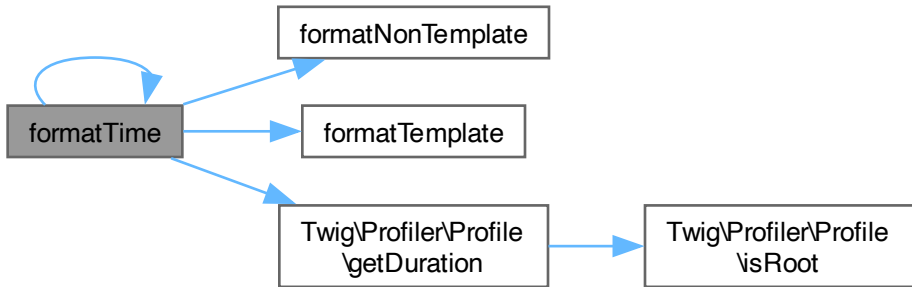 formatNonTemplate
formatTime
formatTemplate
Twig\Profiler\Profile
\getDuration
Twig\Profiler\Profile
\isRoot